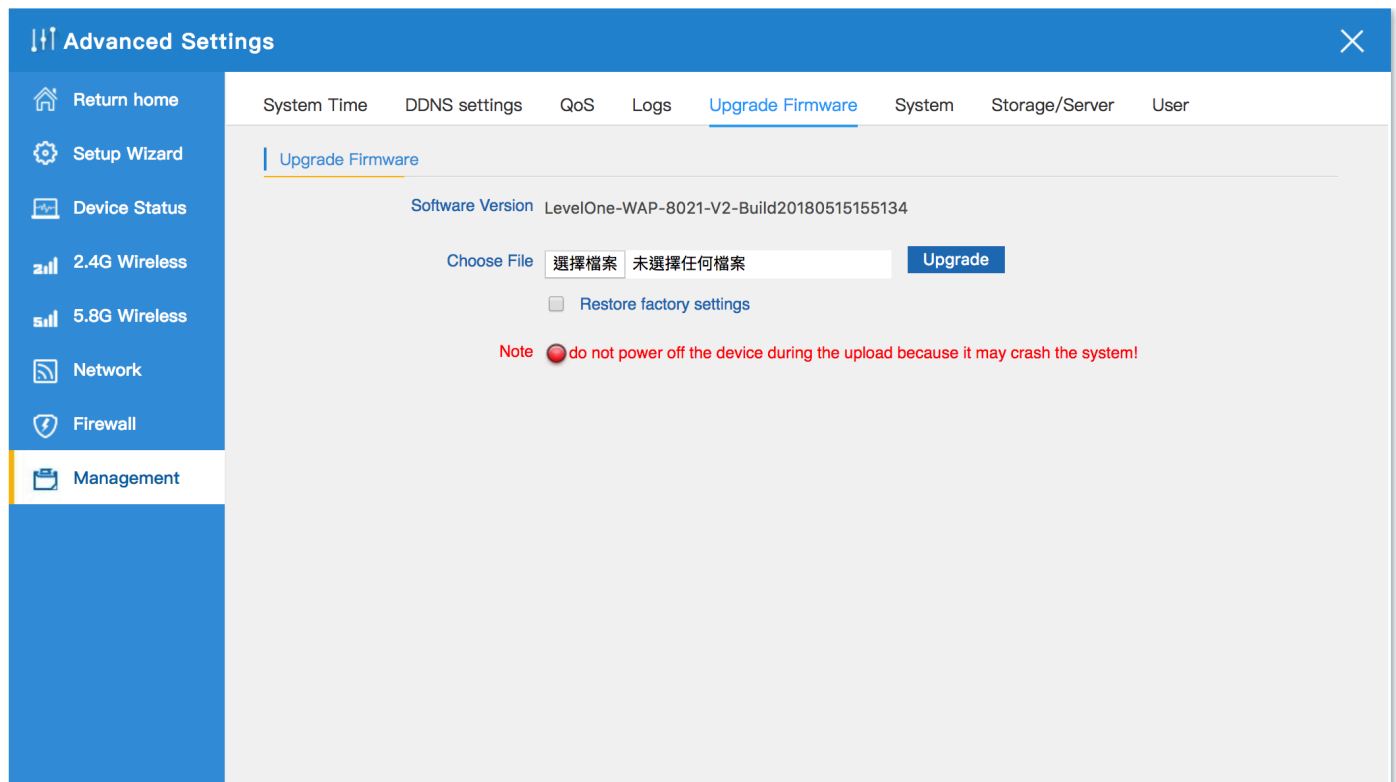 Advanced Settings
Return home
Setup Wizard
Device Status
2.4G Wireless
5.8G Wireless
Network
Firewall
Management
System Time DDNS settings QoS Logs Upgrade Firmware System Storage/Server User
Upgrade Firmware
Software Version LevelOne-WAP-8021-V2-Build20180515155134
Choose File 選擇檔案 未選擇任何檔案 Upgrade
Restore factory settings
Note do not power off the device during the upload because it may crash the system!